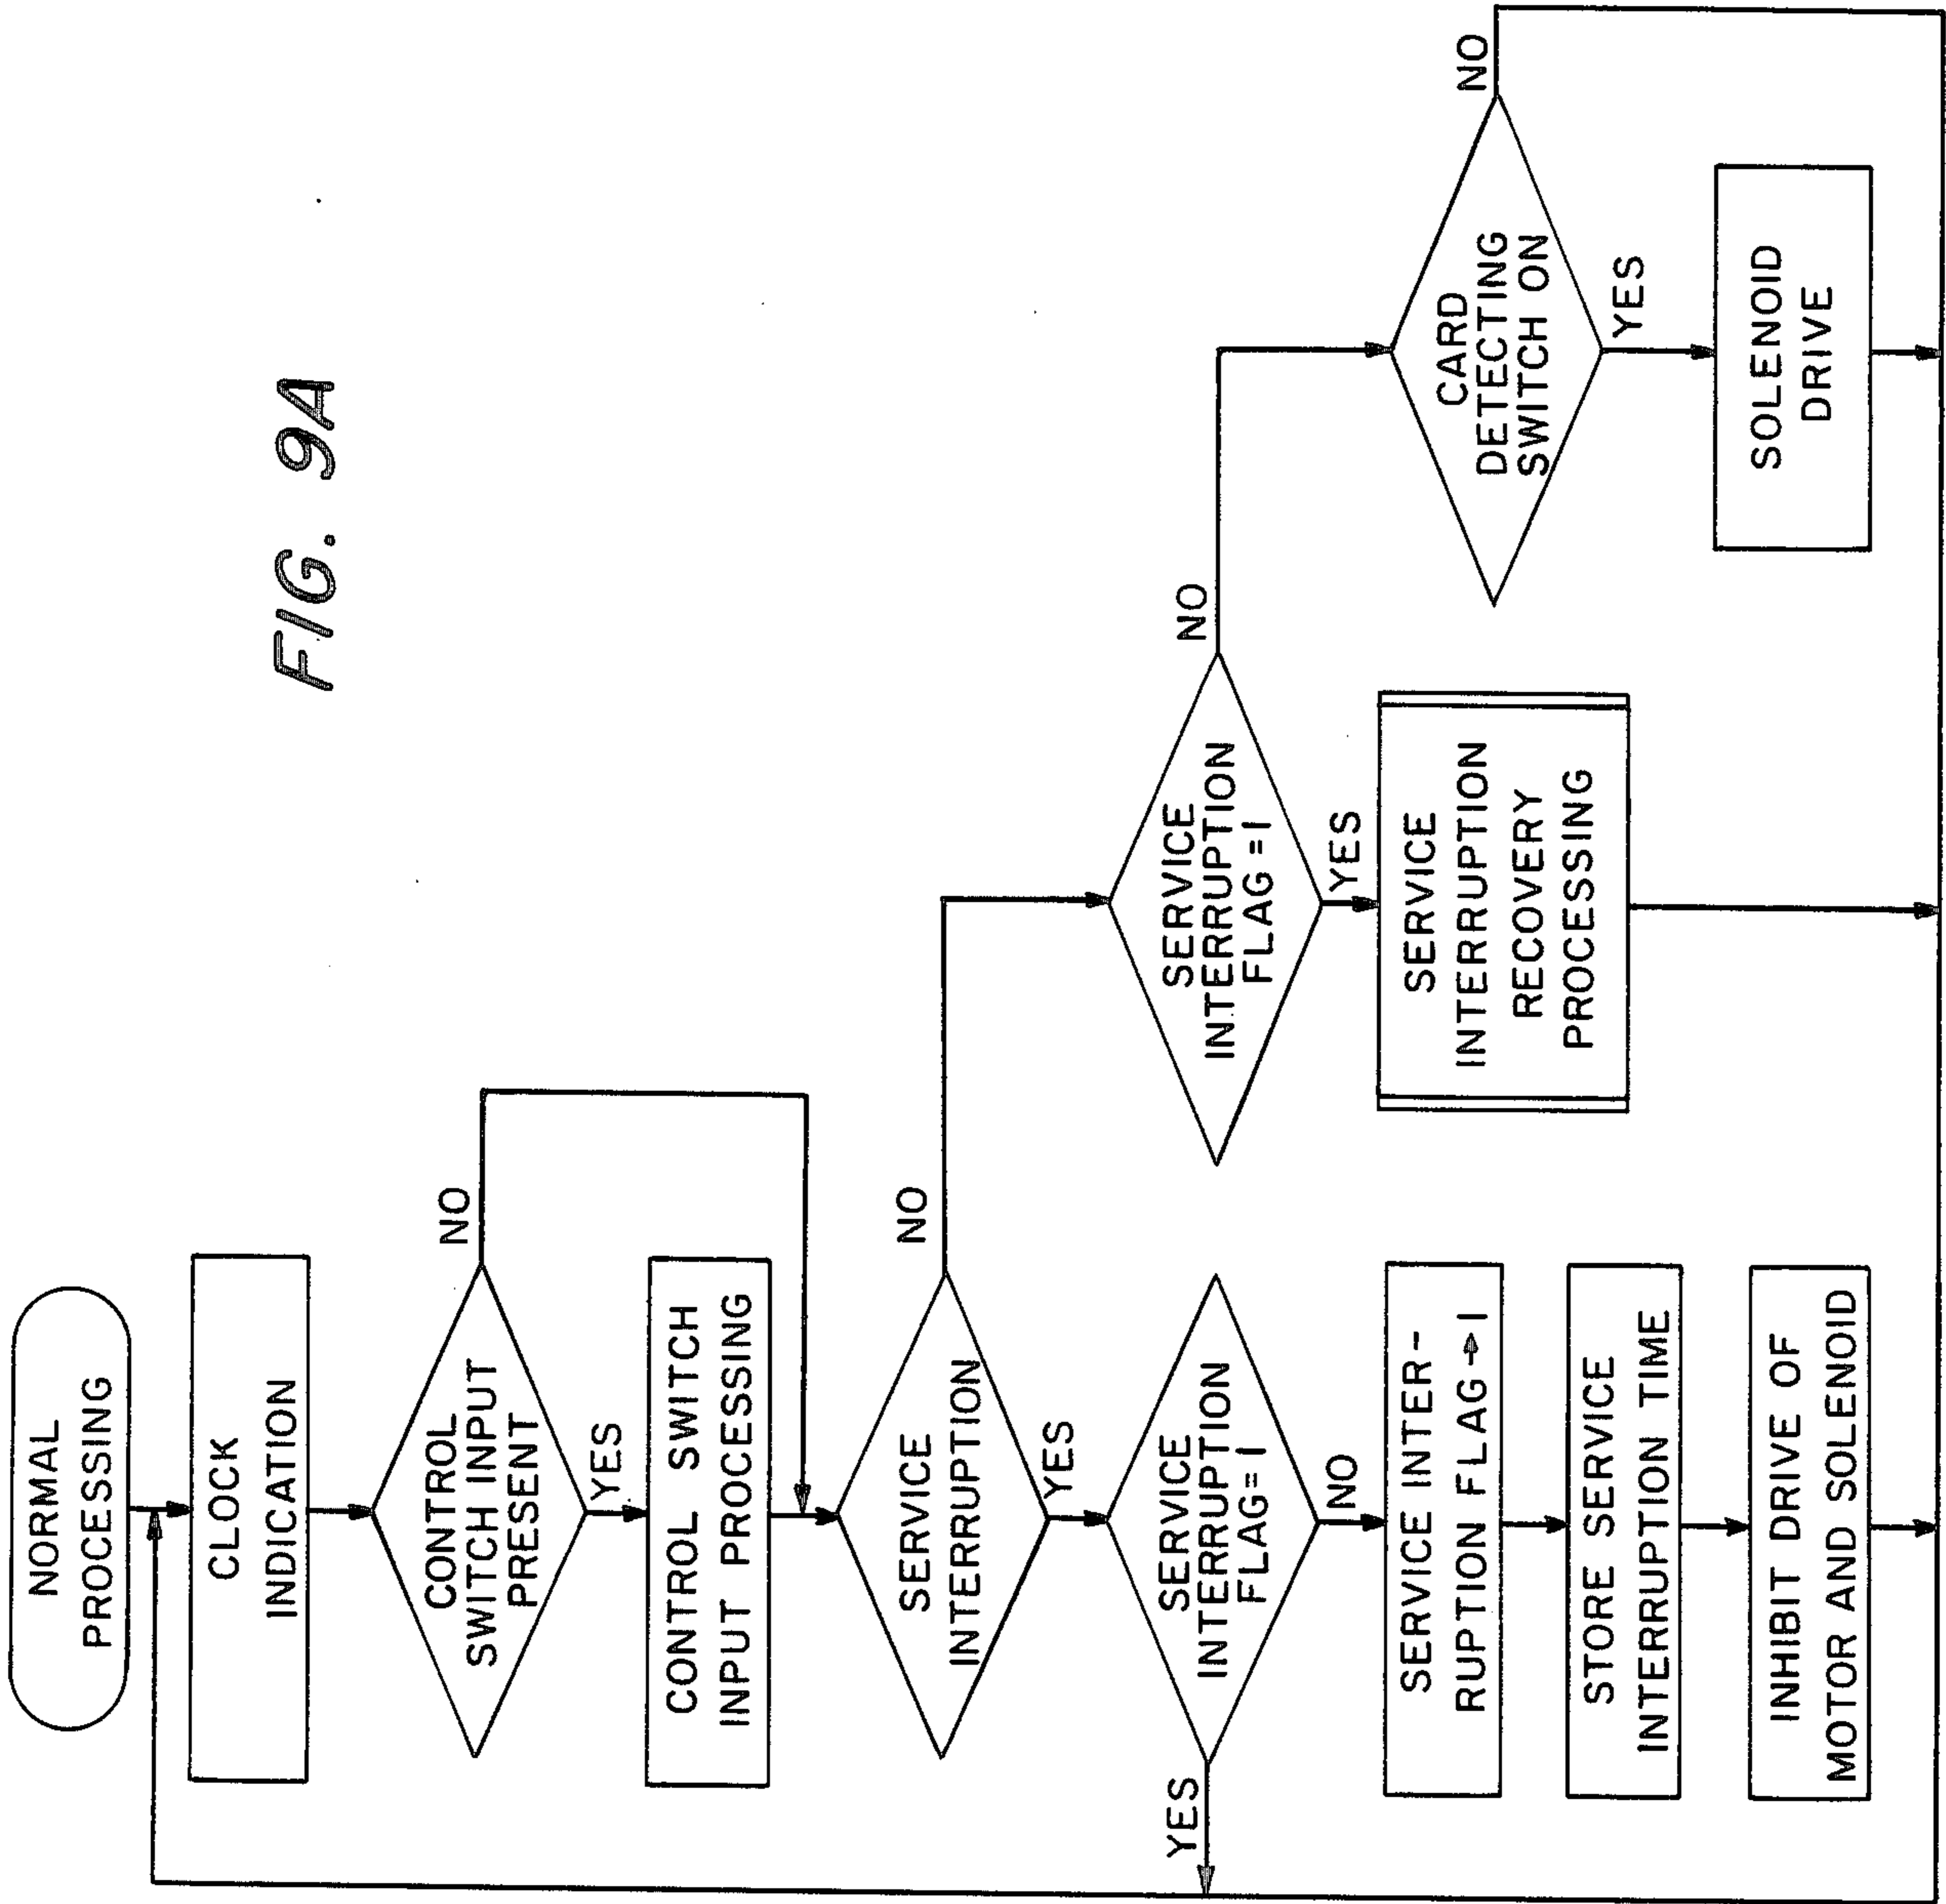 FIG. 9A
NORMAL
PROCESSING
CLOCK
INDICATION
CONTROL
SWITCH INPUT
PRESENT
NO
YES
CONTROL SWITCH
INPUT PROCESSING
SERVICE
INTERRUPTION
NO
YES
SERVICE
INTERRUPTION
FLAG=1
YES
NO
SERVICE INTER-
RUPTION FLAG→1
STORE SERVICE
INTERRUPTION TIME
INHIBIT DRIVE OF
MOTOR AND SOLENOID
SERVICE
INTERRUPTION
FLAG=1
NO
YES
SERVICE
INTERRUPTION
RECOVERY
PROCESSING
CARD
DETECTING
SWITCH ON
NO
YES
SOLENOID
DRIVE